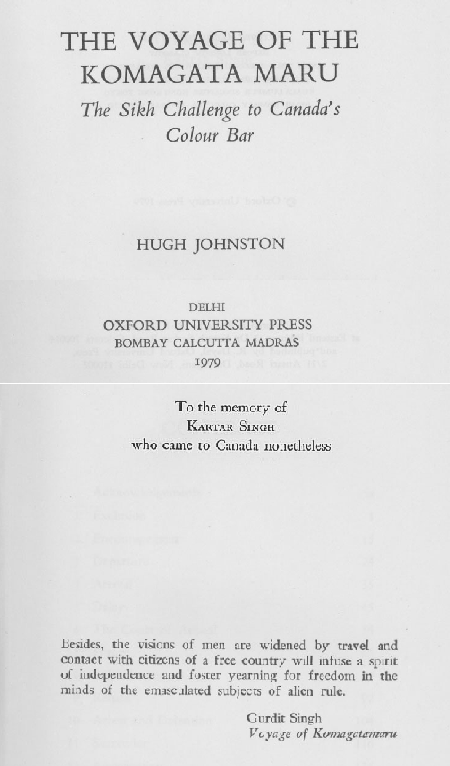 THE VOYAGE OF THE
KOMAGATA MARU
The Sikh Challenge to Canada's
Colour Bar
HUGH JOHNSTON
DELHI
OXFORD UNIVERSITY PRESS
BOMBAY CALCUTTA MADRAS
1979
To the memory of
KARTAR SINGH
who came to Canada nonetheless
Besides, the visions of men are widened by travel and
contact with citizens of a free country will infuse a spirit
of independence and foster yearning for freedom in the
minds of the emasculated subjects of alien rule.
Gurdit Singh
Voyage of Komagatamaru